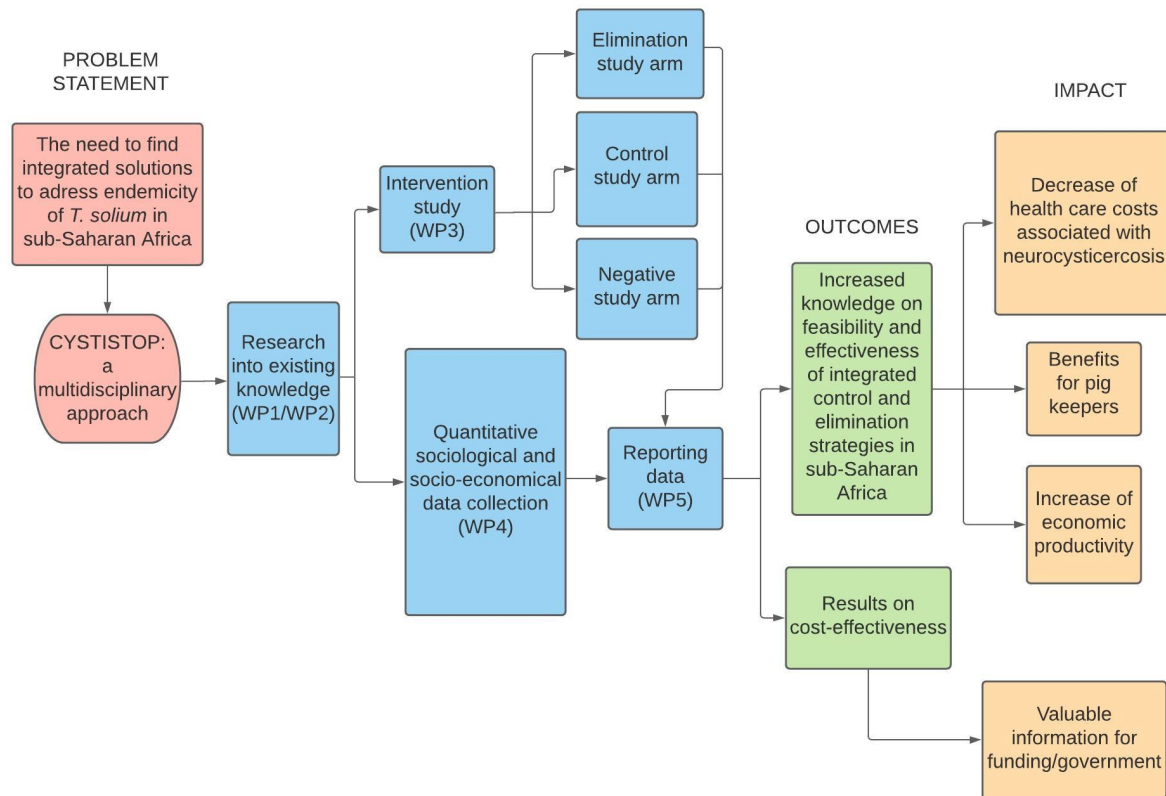 PROBLEM
STATEMENT
The need to find
integrated solutions
to adress endemicity
of T. solium in
sub-Saharan Africa
CYSTISTOP:
a
multidisciplinary
approach
Research
into existing
knowledge
(WP1/WP2)
Intervention
study
(WP3)
Elimination
study arm
Control
study arm
Negative
study arm
Quantitative
sociological and
socio-economical
data collection
(WP4)
Reporting
data
(WP5)
OUTCOMES
Increased
knowledge on
feasibility and
effectiveness
of integrated
control and
elimination
strategies in
sub-Saharan
Africa
Results on
cost-effectiveness
IMPACT
Decrease of
health care costs
associated with
neurocysticercosis
Benefits
for pig
keepers
Increase of
economic
productivity
Valuable
information for
funding/government